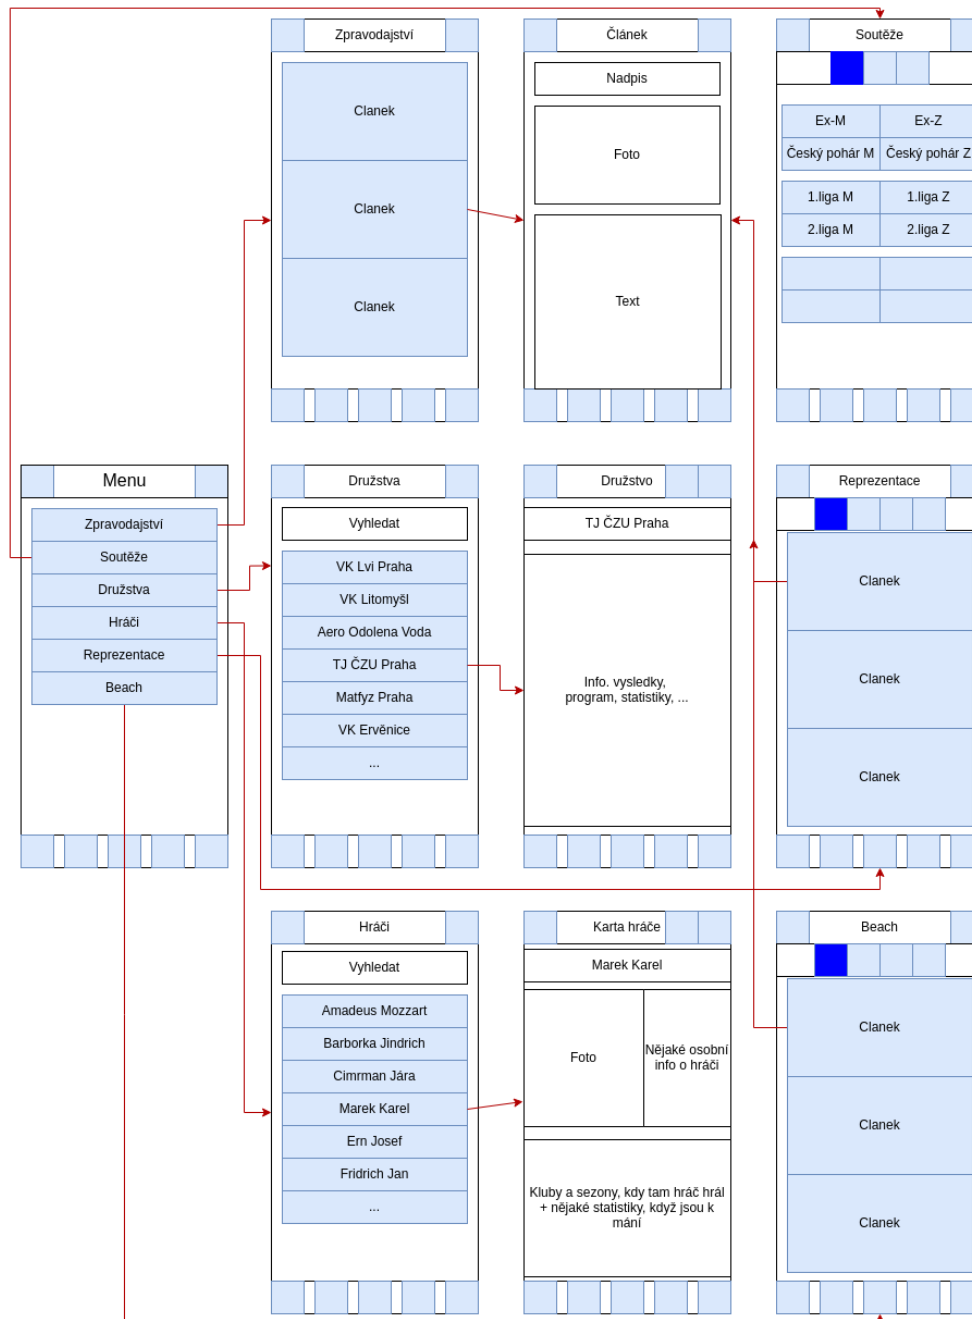 Zpravodajství
Clanek
Clanek
Clanek
Článek
Nadpis
Foto
Text
Soutěže
Ex-M
Ex-Z
Český pohár M
Český pohár Z
1.liga M
1.liga Z
2.liga M
2.liga Z
Menu
Zpravodajství
Soutěže
Družstva
Hráči
Reprezentace
Beach
Družstva
Vyhledat
VK Lvi Praha
VK Litomyšl
Aero Odolena Voda
TJ ČZU Praha
Matfyz Praha
VK Ervěnice
...
Družstvo
TJ ČZU Praha
Info. vysledky,
program, statistiky, ...
Reprezentace
Clanek
Clanek
Clanek
Hráči
Vyhledat
Amadeus Mozzart
Barborka Jindrich
Cimrman Jára
Marek Karel
Ern Josef
Fridrich Jan
...
Karta hráče
Marek Karel
Foto
Nějaké osobní
info o hráči
Kluby a sezony, kdy tam hráč hrál
+ nějaké statistiky, když jsou k
mání
Beach
Clanek
Clanek
Clanek